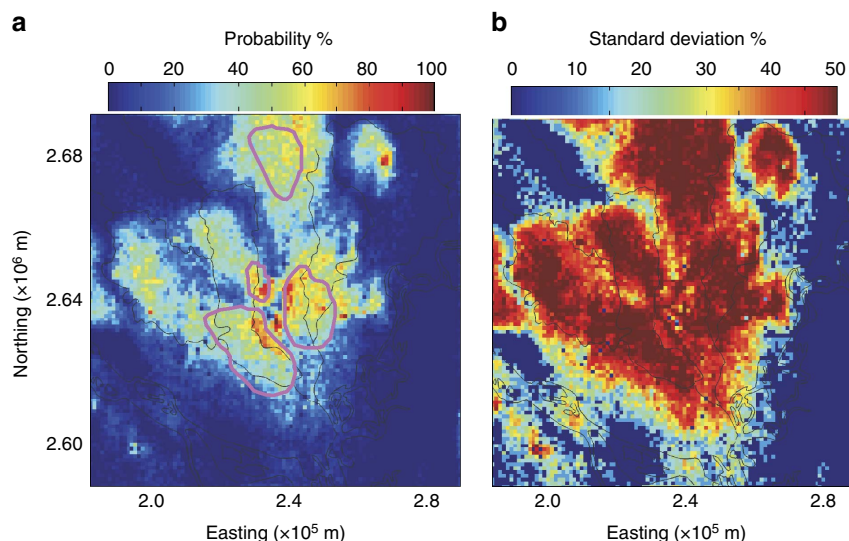 a
Probability %
0 20 40 60 80 100
b
Standard deviation %
0 10 20 30 40 50
Northing (×10⁶ m)
2.68
2.64
2.60
2.0 2.4 2.8
Easting (×10⁵ m)
2.0 2.4 2.8
Easting (×10⁵ m)